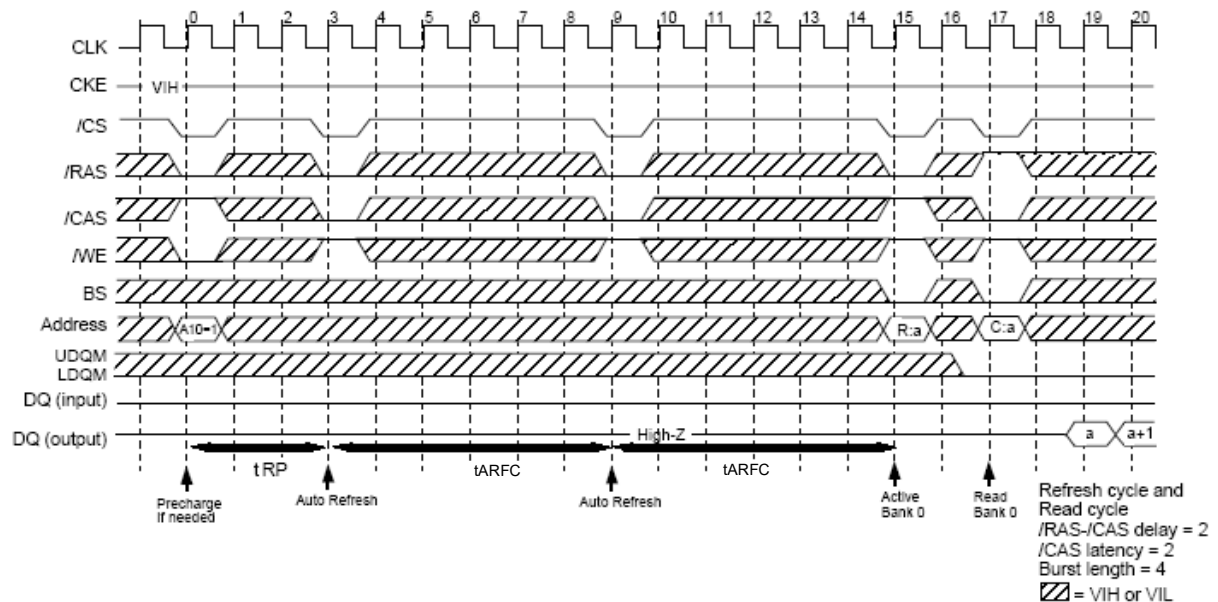 0 1 2 3 4 5 6 7 8 9 10 11 12 13 14 15 16 17 18 19 20
CLK
CKE VIH
/CS
/RAS
/CAS
/WE
BS
Address A10=1 R:a C:a
UDQM
LDQM
DQ (input)
DQ (output) High-Z a a+1
tRP tARFC tARFC
Precharge
If needed
Auto Refresh
Auto Refresh
Active
Bank 0
Read
Bank 0
Refresh cycle and
Read cycle
/RAS-/CAS delay = 2
/CAS latency = 2
Burst length = 4
= VIH or VIL